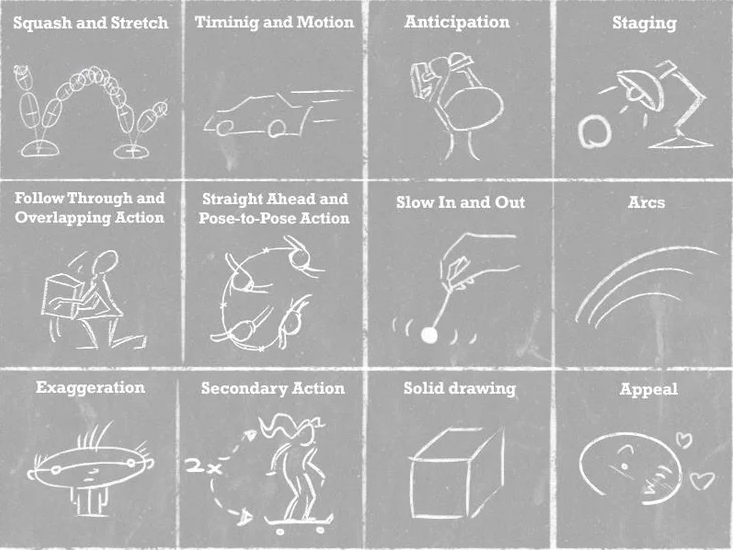 Squash and Stretch
Timinig and Motion
Anticipation
Staging
Follow Through and
Overlapping Action
Straight Ahead and
Pose-to-Pose Action
Slow In and Out
Arcs
Exaggeration
Secondary Action
Solid drawing
Appeal
2x